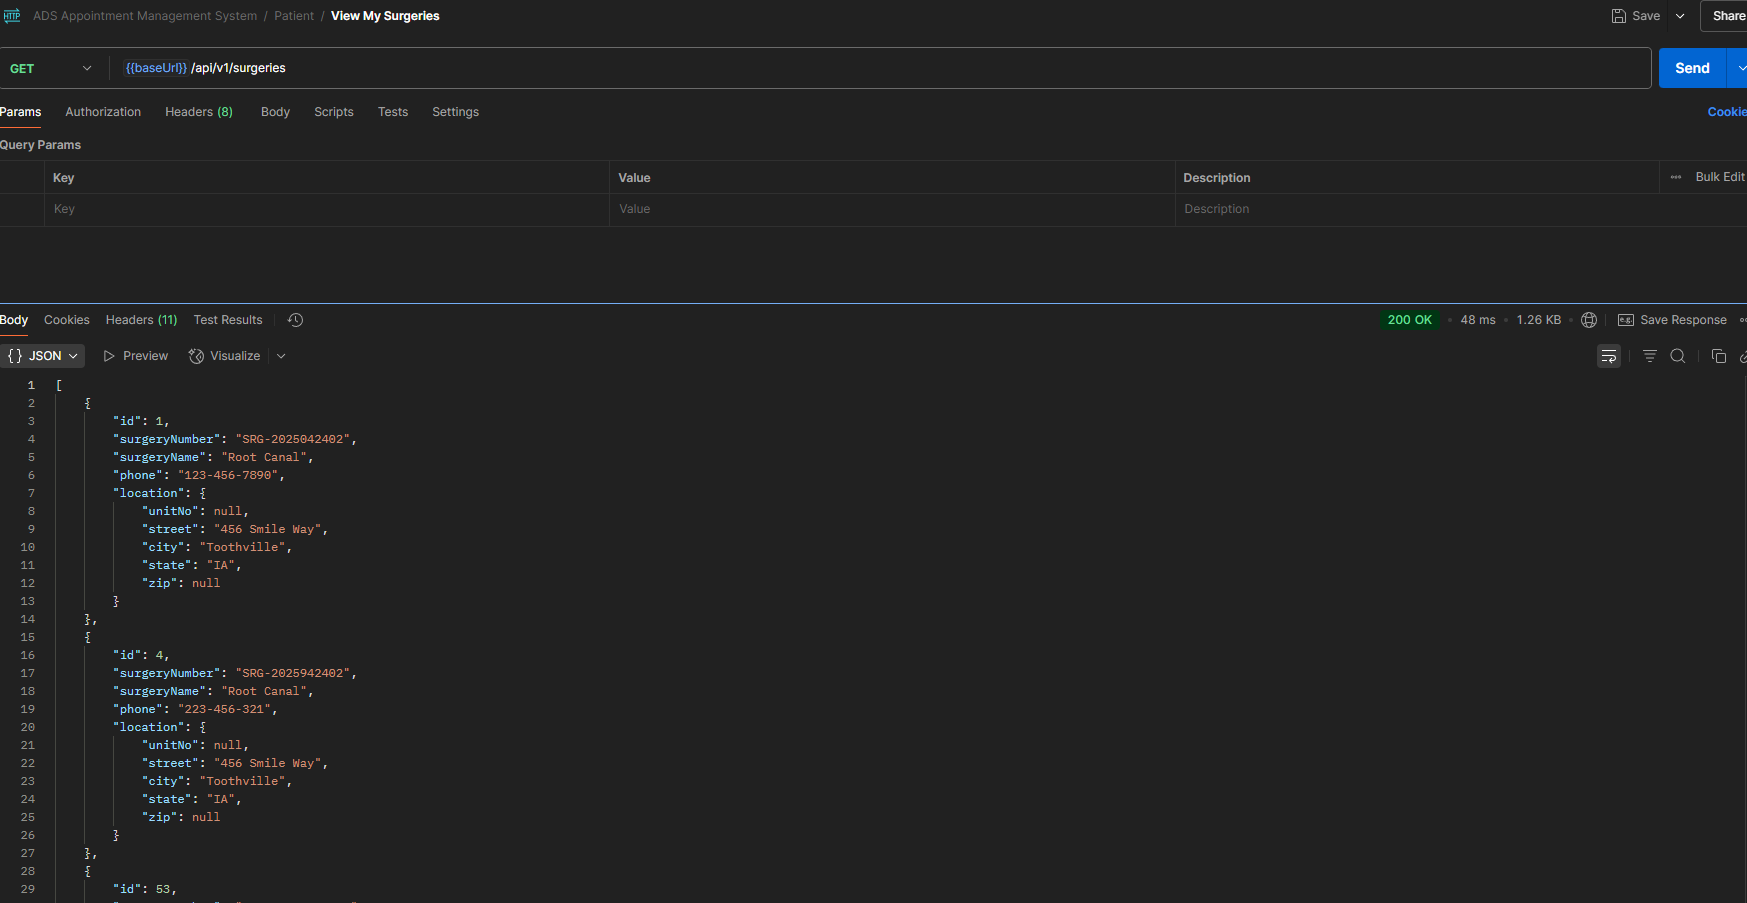 HTTP ADS Appointment Management System / Patient / View My Surgeries Save Share
GET {{baseUrl}} /api/v1/surgeries Send
Params Authorization Headers (8) Body Scripts Tests Settings Cookie
Query Params
Key Value Description Bulk Edit
Key Value Description
Body Cookies Headers (11) Test Results 200 OK 48 ms 1.26 KB e.g. Save Response
{} JSON Preview Visualize
1 [
2 {
3 "id": 1,
4 "surgeryNumber": "SRG-2025042402",
5 "surgeryName": "Root Canal",
6 "phone": "123-456-7890",
7 "location": {
8 "unitNo": null,
9 "street": "456 Smile Way",
10 "city": "Toothville",
11 "state": "IA",
12 "zip": null
13 }
14 },
15 {
16 "id": 4,
17 "surgeryNumber": "SRG-2025942402",
18 "surgeryName": "Root Canal",
19 "phone": "223-456-321",
20 "location": {
21 "unitNo": null,
22 "street": "456 Smile Way",
23 "city": "Toothville",
24 "state": "IA",
25 "zip": null
26 }
27 },
28 {
29 "id": 53,